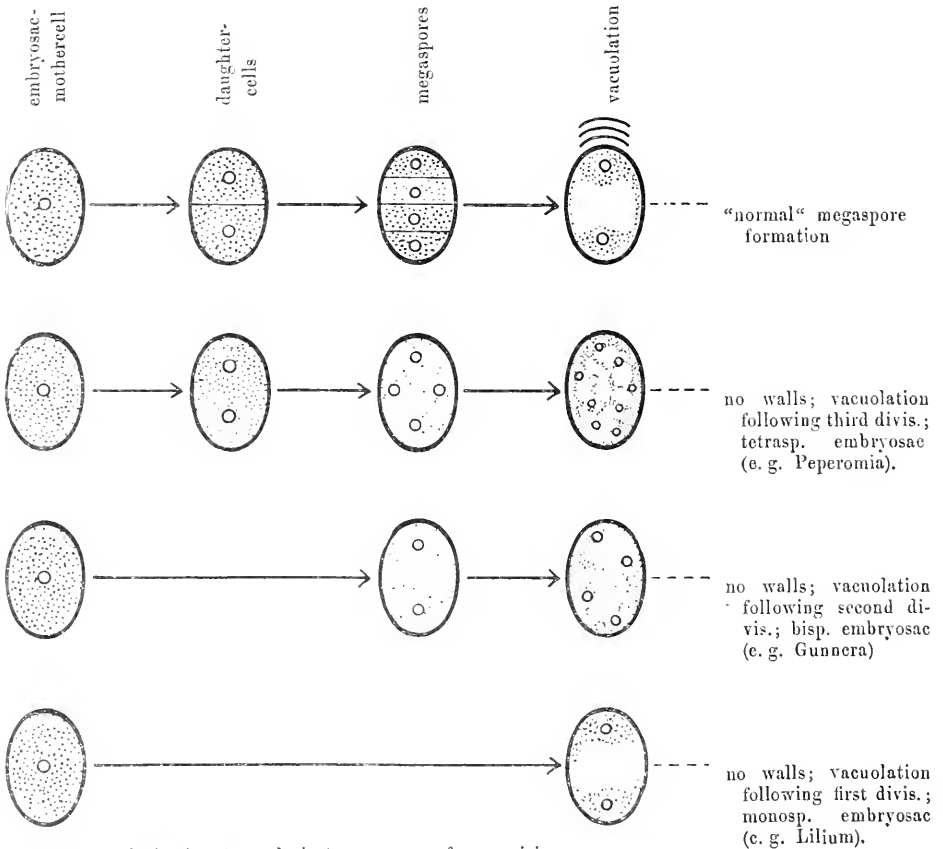 embryosac-
mothercell
daughter-
cells
megaspores
vacuolation
"normal“ megaspore
formation
no walls; vacuolation
following third divis.;
tetrasp. embryosac
(e. g. Peperomia).
no walls; vacuolation
following second di-
vis.; bisp. embryosac
(e. g. Gunnera)
no walls; vacuolation
following first divis.;
monosp. embryosac
(e. g. Lilium).